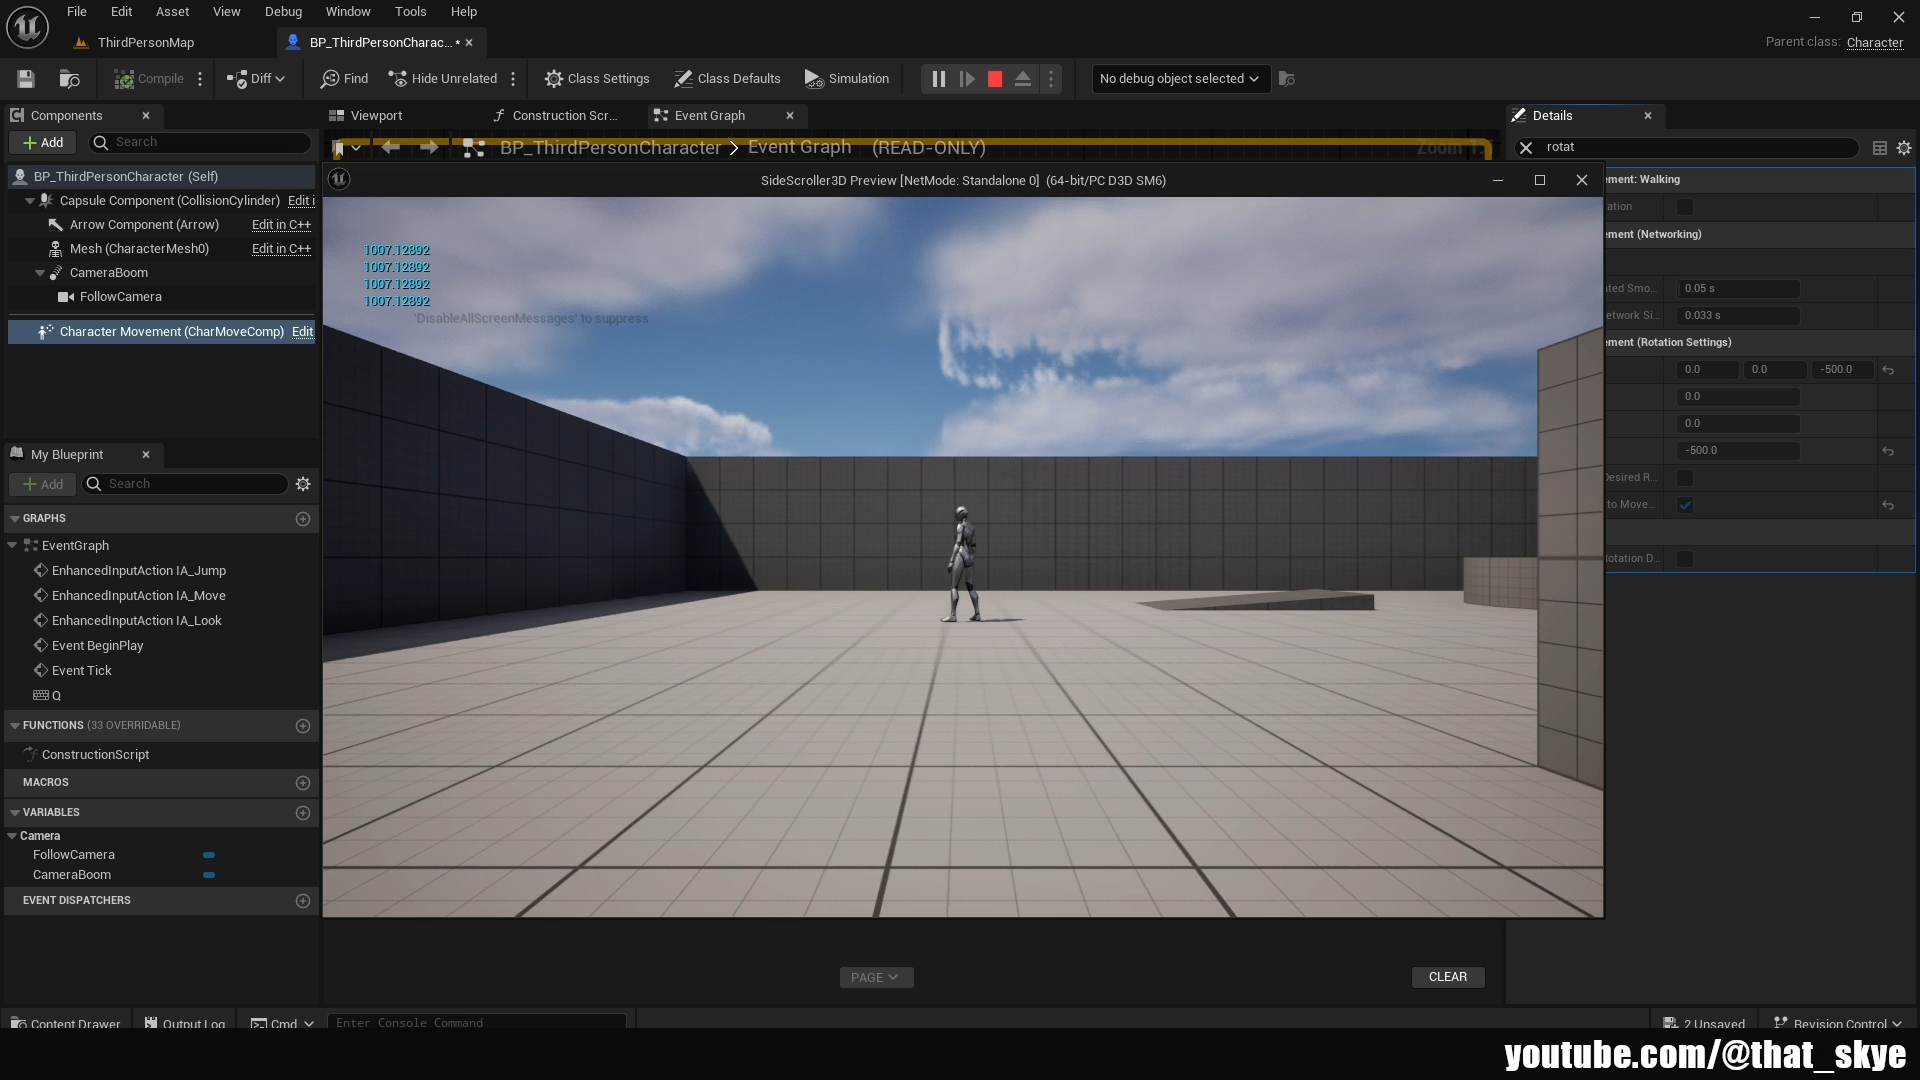 File Edit Asset View Debug Window Tools Help
ThirdPersonMap
BP_ThirdPersonCharac... •
Parent class: Character
Compile
Diff
Find
Hide Unrelated
Class Settings
Class Defaults
Simulation
No debug object selected
Components
Viewport
Construction Scr...
Event Graph
Details
+ Add
Search
BP_ThirdPersonCharacter > Event Graph (READ-ONLY)
rotat
BP_ThirdPersonCharacter (Self)
Capsule Component (CollisionCylinder) Edit i
Arrow Component (Arrow) Edit in C++
Mesh (CharacterMesh0) Edit in C++
CameraBoom
FollowCamera
Character Movement (CharMoveComp) Edit
SideScroller3D Preview [NetMode: Standalone 0] (64-bit/PC D3D SM6)
1007.12892
1007.12892
1007.12892
1007.12892
'DisableAllScreenMessages' to suppress
ement: Walking
ation
ement (Networking)
ated Smo... 0.05 s
etwork Si... 0.033 s
ement (Rotation Settings)
0.0 0.0 -500.0
0.0
0.0
-500.0
Desired R...
to Move...
Rotation D...
My Blueprint
+ Add
Search
GRAPHS
EventGraph
EnhancedInputAction IA_Jump
EnhancedInputAction IA_Move
EnhancedInputAction IA_Look
Event BeginPlay
Event Tick
Q
FUNCTIONS (33 OVERRIDABLE)
ConstructionScript
MACROS
VARIABLES
Camera
FollowCamera
CameraBoom
EVENT DISPATCHERS
PAGE
CLEAR
Content Drawer
Output Log
Cmd
Enter Console Command
2 Unsaved
Revision Control
youtube.com/@that_skye